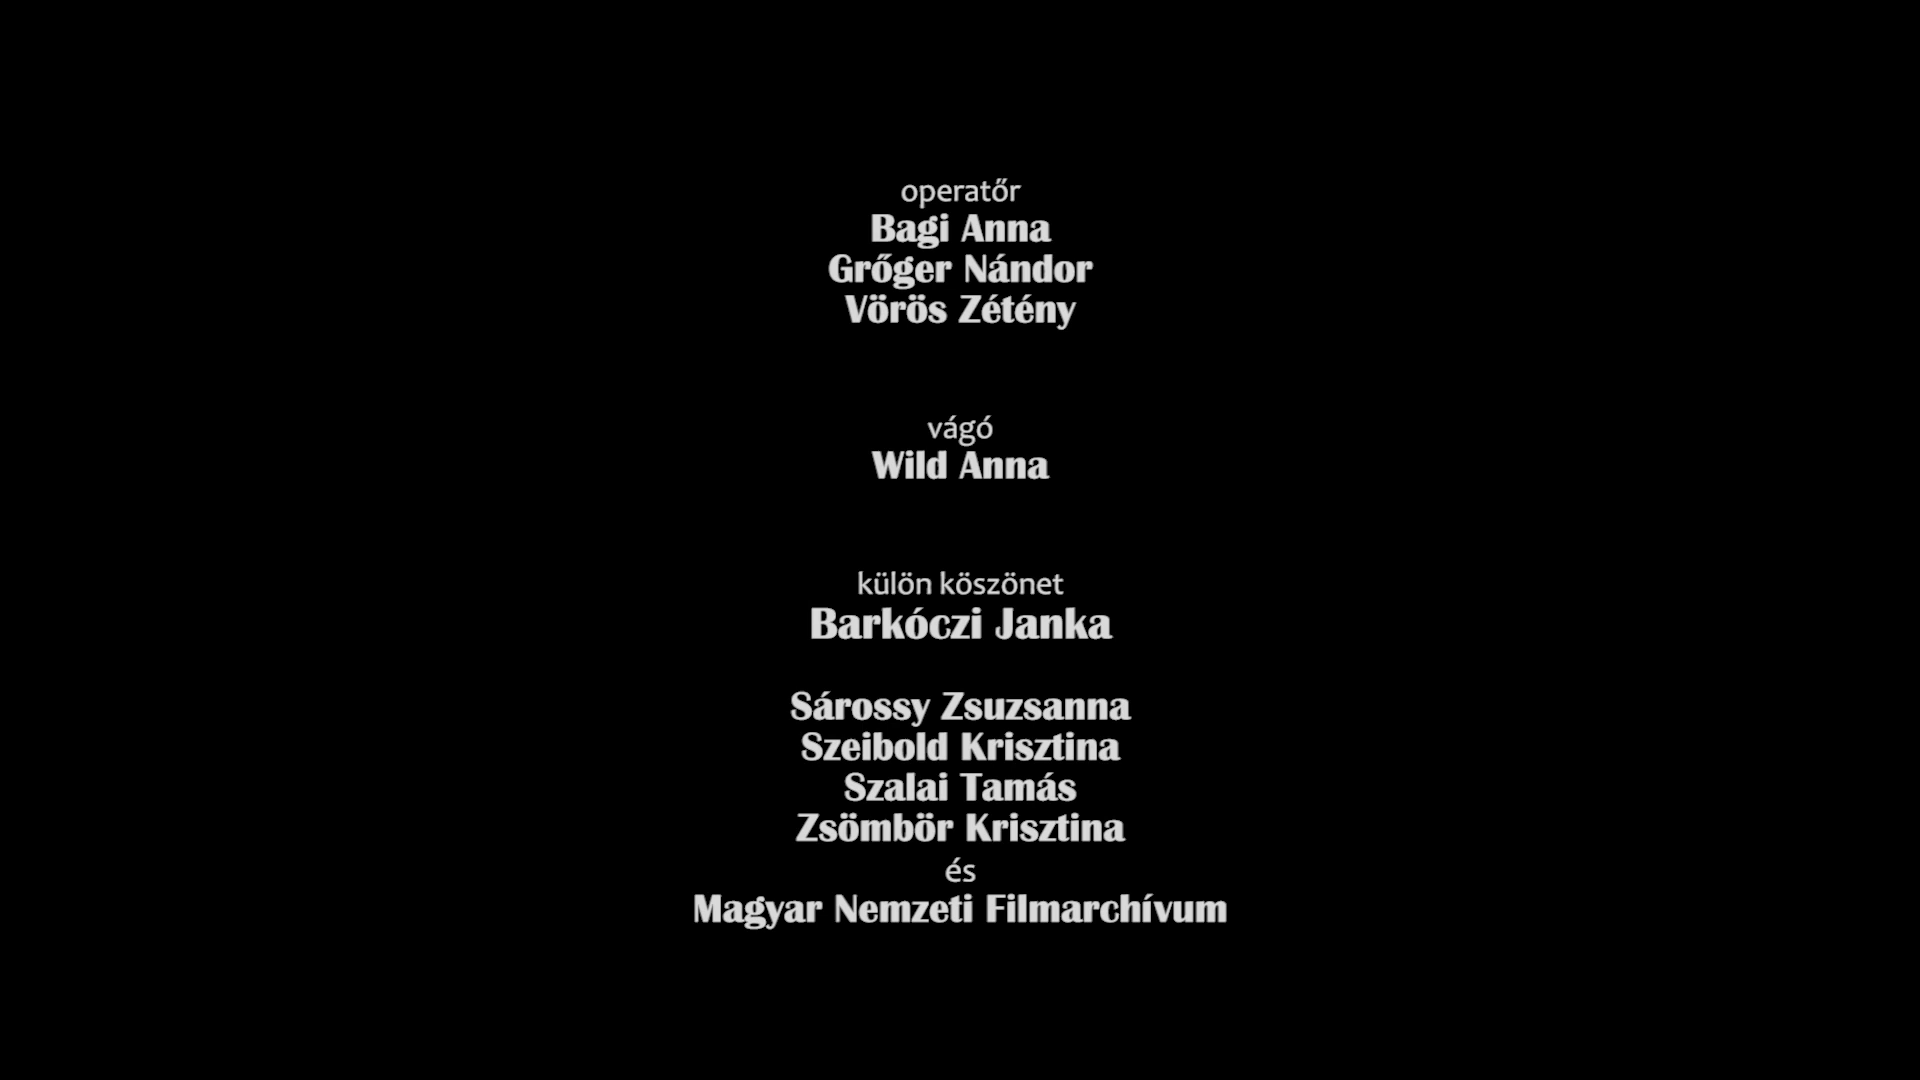 operatőr
Bagi Anna
Grőger Nándor
Vörös Zétény
vágó
Wild Anna
külön köszönet
Barkóczi Janka
Sárossy Zsuzsanna
Szeibold Krisztina
Szalai Tamás
Zsömbör Krisztina
és
Magyar Nemzeti Filmarchívum